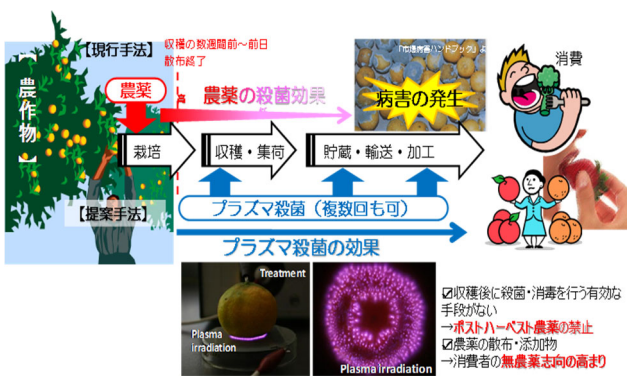 【現行手法】
収穫の数週間前～前日
散布終了
「市場病害ハンドブック」よ
消費
【農作物】
農薬
農薬の殺菌効果
病害の発生
栽培
収穫・集荷
貯蔵・輸送・加工
【提案手法】
プラズマ殺菌（複数回も可）
プラズマ殺菌の効果
Treatment
Plasma
irradiation
Plasma irradiation
☑収穫後に殺菌・消毒を行う有効な
手段がない
→ポストハーベスト農薬の禁止
☑農薬の散布・添加物
→消費者の無農薬志向の高まり